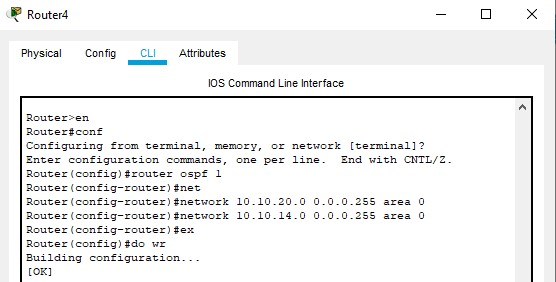 Router4
Physical Config CLI Attributes
IOS Command Line Interface
Router>en
Router#conf
Configuring from terminal, memory, or network [terminal]?
Enter configuration commands, one per line.  End with CNTL/Z.
Router(config)#router ospf 1
Router(config-router)#net
Router(config-router)#network 10.10.20.0 0.0.0.255 area 0
Router(config-router)#network 10.10.14.0 0.0.0.255 area 0
Router(config-router)#ex
Router(config)#do wr
Building configuration...
[OK]